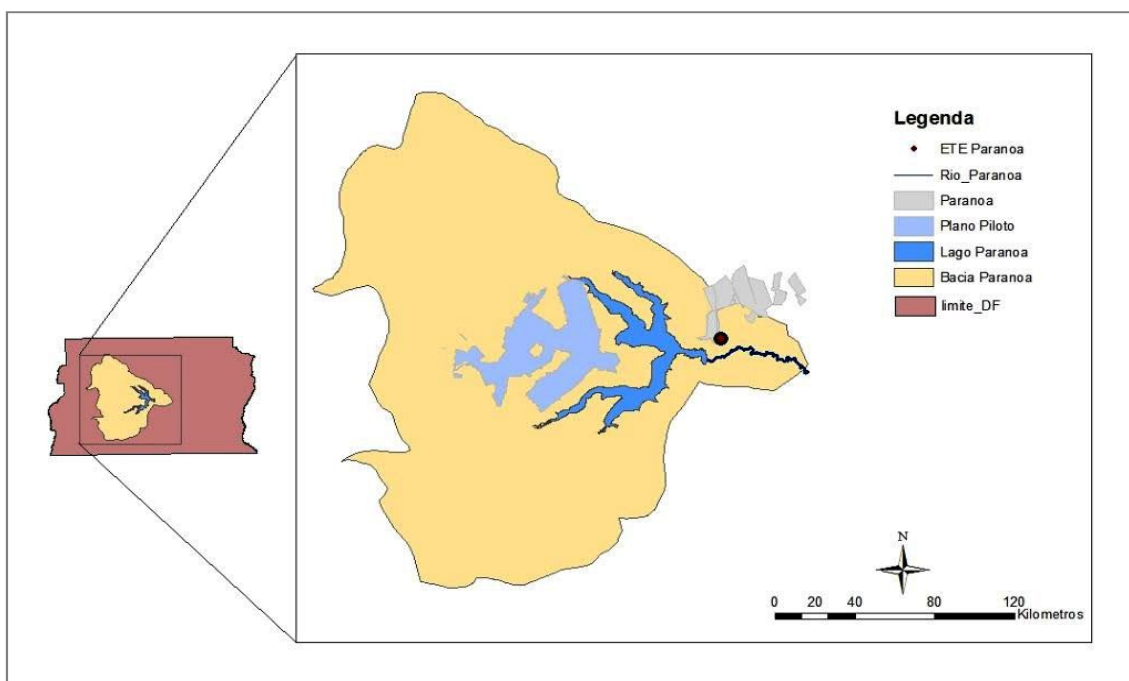 Legenda
ETE Paranoa
Rio_Paranoa
Paranoa
Plano Piloto
Lago Paranoa
Bacia Paranoa
limite_DF
N
0 20 40 80 120
Kilometros